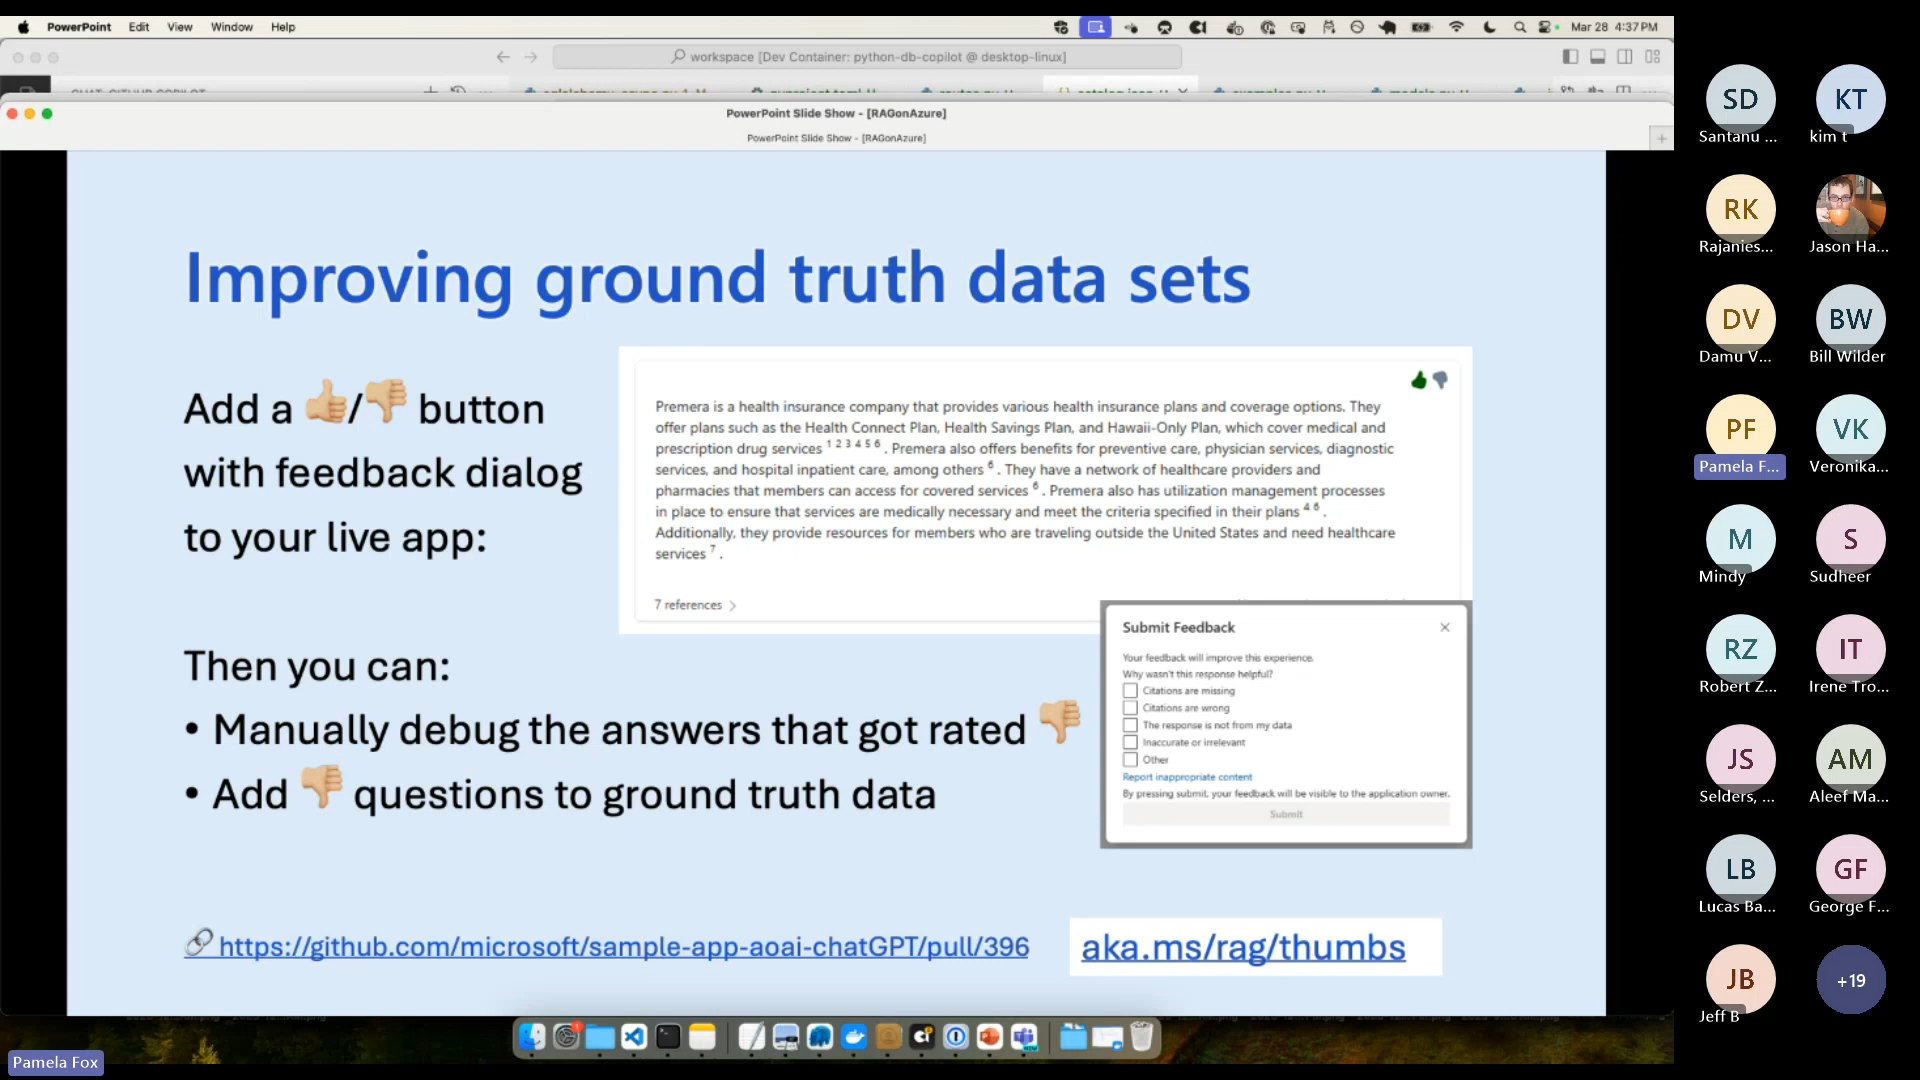 PowerPoint Edit View Window Help
Mar 28 4:37PM
workspace [Dev Container: python-db-copilot @ desktop-linux]
PowerPoint Slide Show - [RAGonAzure]
PowerPoint Slide Show - [RAGonAzure]
Improving ground truth data sets
Add a 👍🏼/👎🏼 button
with feedback dialog
to your live app:
Then you can:
• Manually debug the answers that got rated 👎🏼
• Add 👎🏼 questions to ground truth data
Premera is a health insurance company that provides various health insurance plans and coverage options. They
offer plans such as the Health Connect Plan, Health Savings Plan, and Hawaii-Only Plan, which cover medical and
prescription drug services 1 2 3 4 5 6 . Premera also offers benefits for preventive care, physician services, diagnostic
services, and hospital inpatient care, among others 6 . They have a network of healthcare providers and
pharmacies that members can access for covered services 6 . Premera also has utilization management processes
in place to ensure that services are medically necessary and meet the criteria specified in their plans 4 6 .
Additionally, they provide resources for members who are traveling outside the United States and need healthcare
services 7 .
7 references
Submit Feedback
Your feedback will improve this experience.
Why wasn't this response helpful?
Citations are missing
Citations are wrong
The response is not from my data
Inaccurate or irrelevant
Other
Report inappropriate content
By pressing submit, your feedback will be visible to the application owner.
Submit
🔗 https://github.com/microsoft/sample-app-aoai-chatGPT/pull/396
aka.ms/rag/thumbs
SD KT
Santanu ... kim t
RK
Rajanies... Jason Ha...
DV BW
Damu V... Bill Wilder
PF VK
Pamela F... Veronika...
M S
Mindy Sudheer
RZ IT
Robert Z... Irene Tro...
JS AM
Selders, ... Aleef Ma...
LB GF
Lucas Ba... George F...
JB +19
Jeff B
Pamela Fox